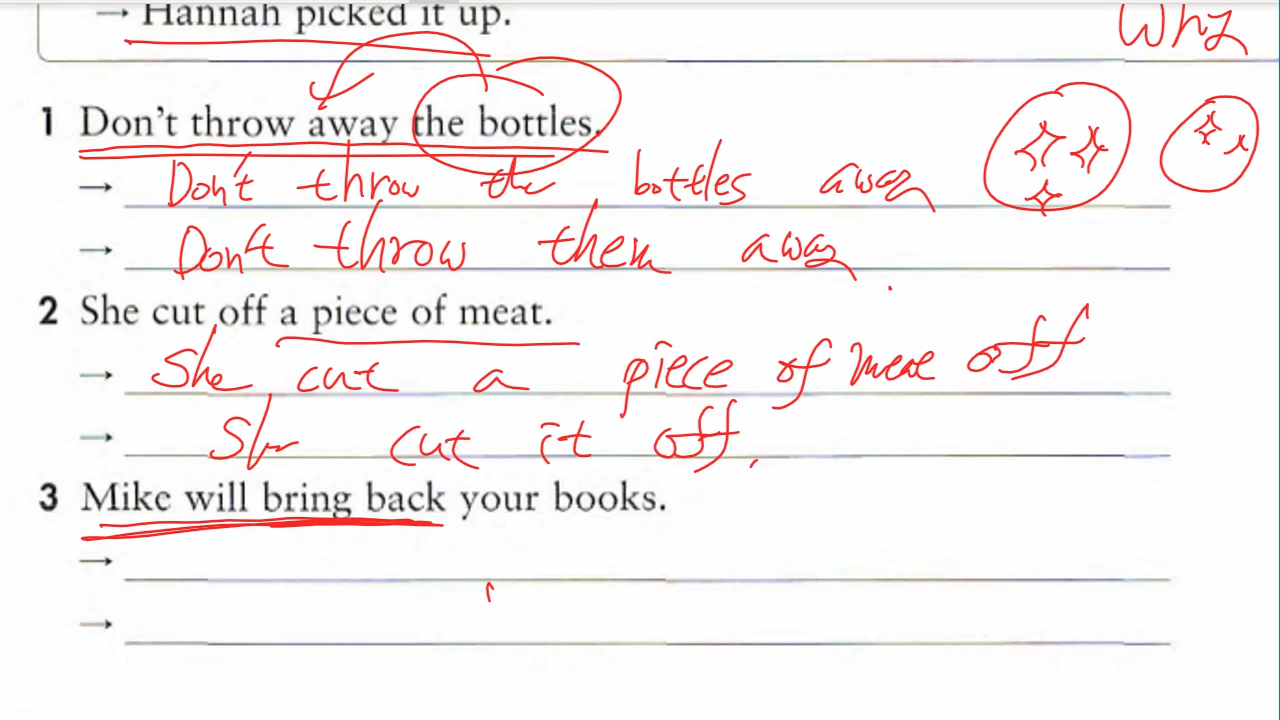 → Hannah picked it up.
Why
1 Don't throw away the bottles.
→ Don't throw the bottles away
→ Don't throw them away.
2 She cut off a piece of meat.
→ She cut a piece of meat off
→ She cut it off.
3 Mike will bring back your books.
→
→